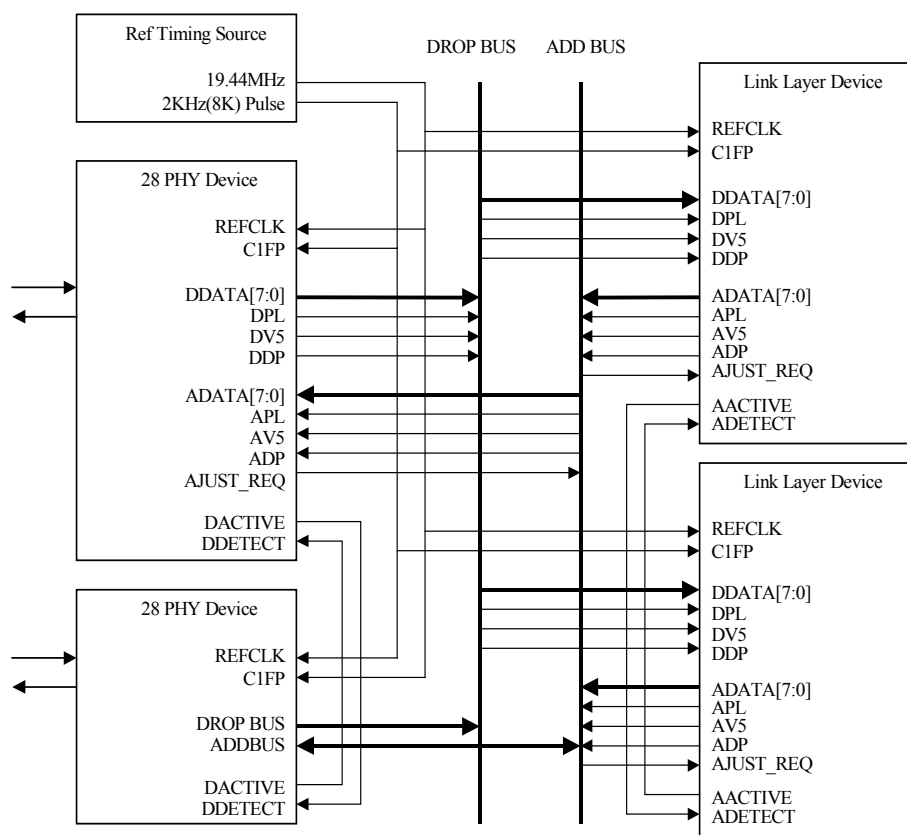 Ref Timing Source
19.44MHz
2KHz(8K) Pulse
DROP BUS
ADD BUS
Link Layer Device
REFCLK
C1FP
DDATA[7:0]
DPL
DV5
DDP
ADATA[7:0]
APL
AV5
ADP
AJUST_REQ
AACTIVE
ADETECT
28 PHY Device
REFCLK
C1FP
DDATA[7:0]
DPL
DV5
DDP
ADATA[7:0]
APL
AV5
ADP
AJUST_REQ
DACTIVE
DDETECT
Link Layer Device
REFCLK
C1FP
DDATA[7:0]
DPL
DV5
DDP
ADATA[7:0]
APL
AV5
ADP
AJUST_REQ
AACTIVE
ADETECT
28 PHY Device
REFCLK
C1FP
DROP BUS
ADDBUS
DACTIVE
DDETECT